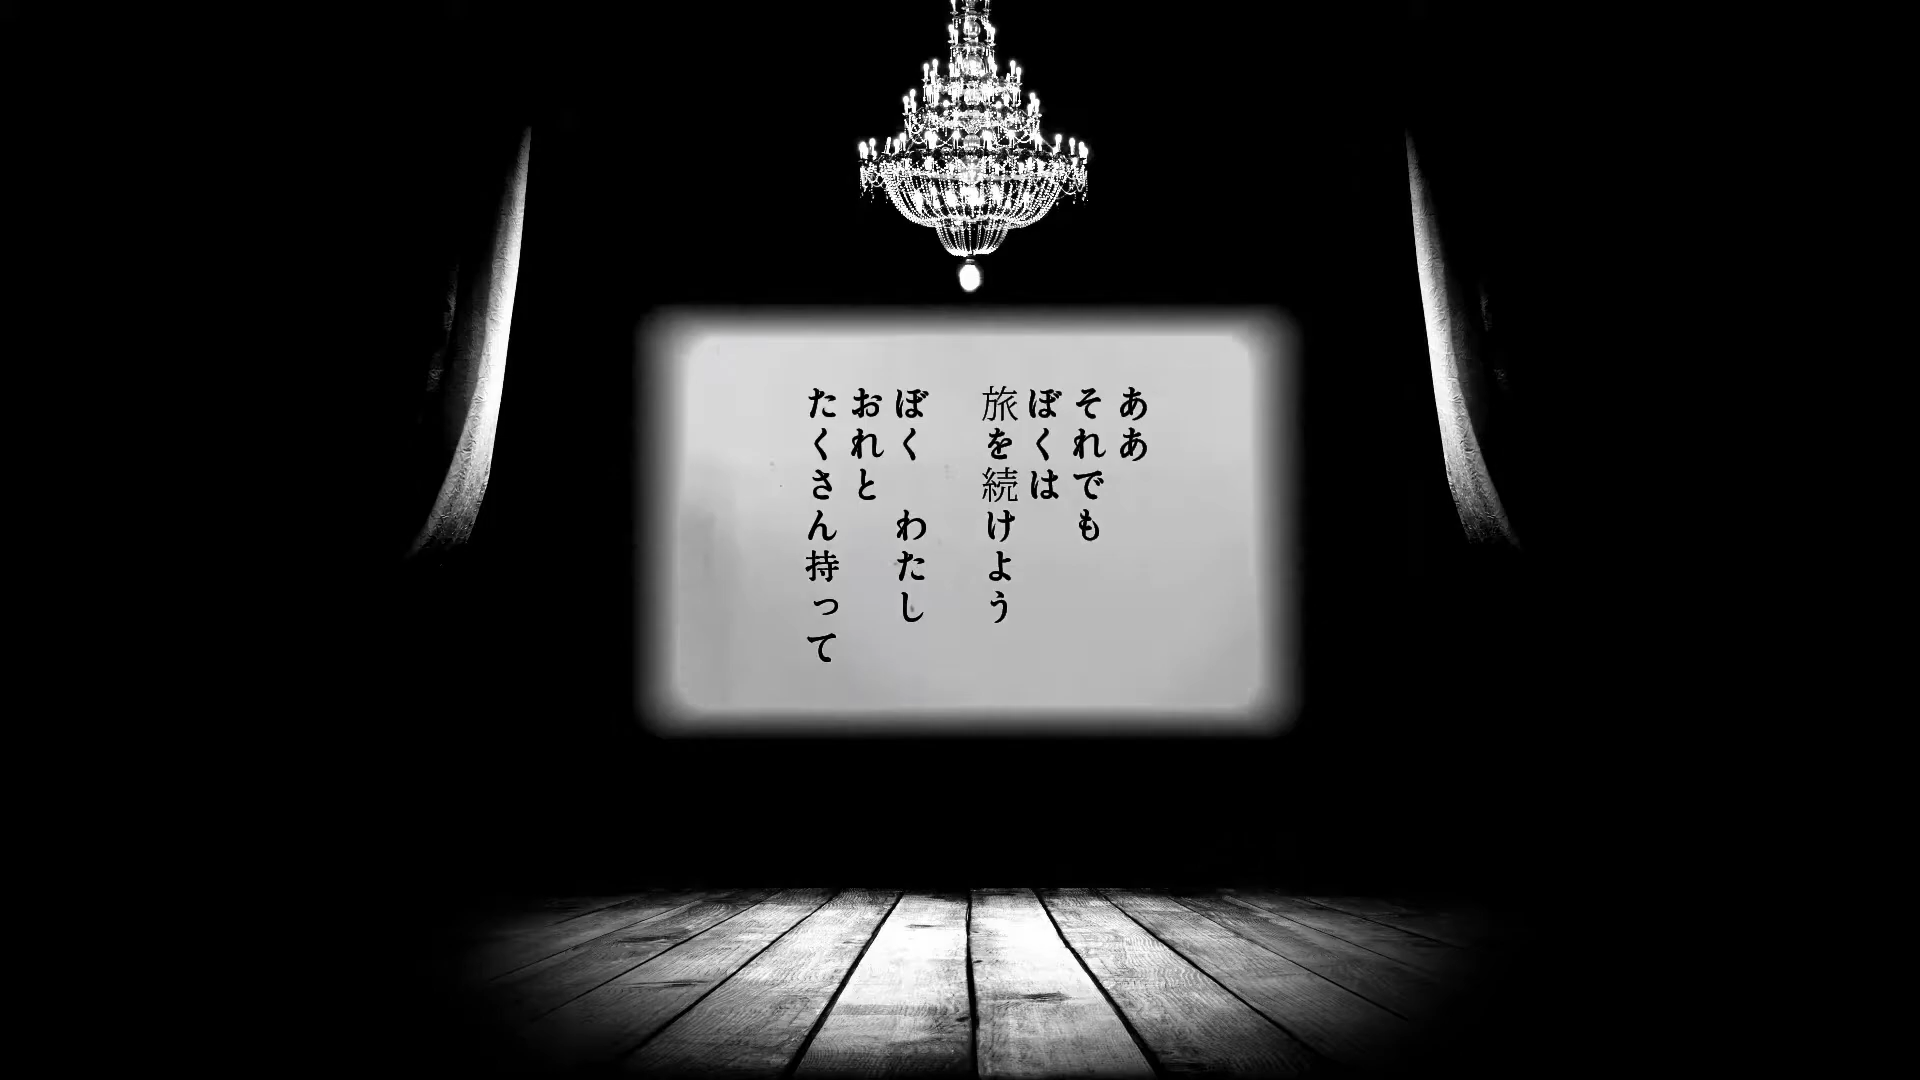 ああ
それでも
ぼくは
旅を続けよう
ぼく　わたし
おれと
たくさん持って